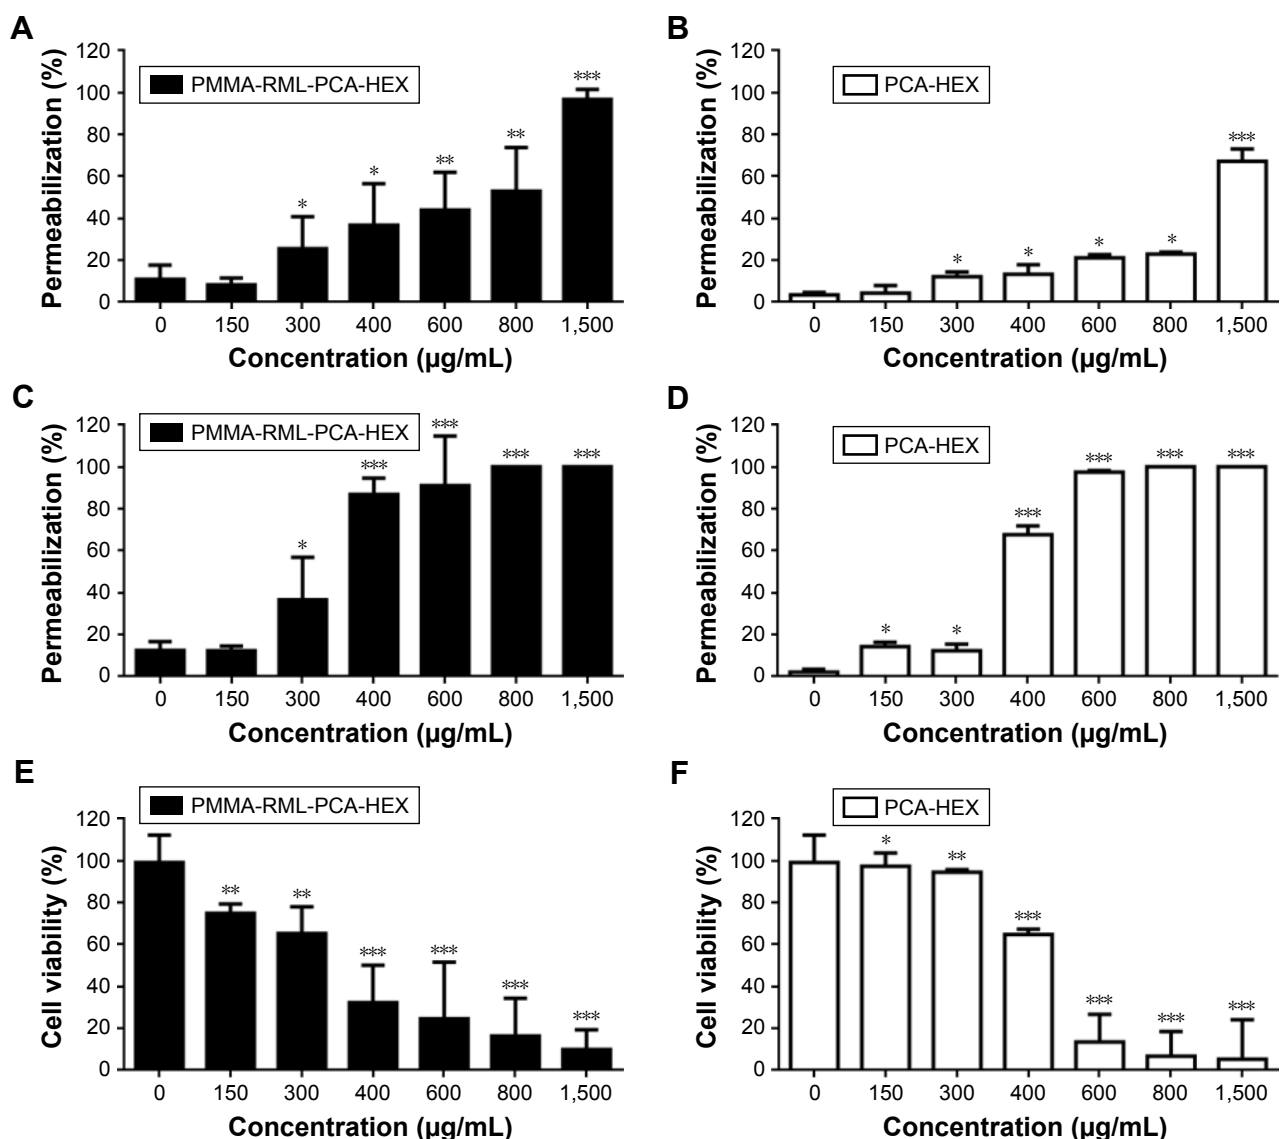 A
Permeabilization (%)
120
100
80
60
40
20
0
PMMA-RML-PCA-HEX
*
*
**
**
***
0 150 300 400 600 800 1,500
Concentration (µg/mL)
B
Permeabilization (%)
120
100
80
60
40
20
0
PCA-HEX
*
*
*
*
***
0 150 300 400 600 800 1,500
Concentration (µg/mL)
C
Permeabilization (%)
120
100
80
60
40
20
0
PMMA-RML-PCA-HEX
*
***
***
***
***
0 150 300 400 600 800 1,500
Concentration (µg/mL)
D
Permeabilization (%)
120
100
80
60
40
20
0
PCA-HEX
*
*
***
***
***
***
0 150 300 400 600 800 1,500
Concentration (µg/mL)
E
Cell viability (%)
120
100
80
60
40
20
0
PMMA-RML-PCA-HEX
**
**
***
***
***
***
0 150 300 400 600 800 1,500
Concentration (µg/mL)
F
Cell viability (%)
120
100
80
60
40
20
0
PCA-HEX
*
**
***
***
***
***
0 150 300 400 600 800 1,500
Concentration (µg/mL)